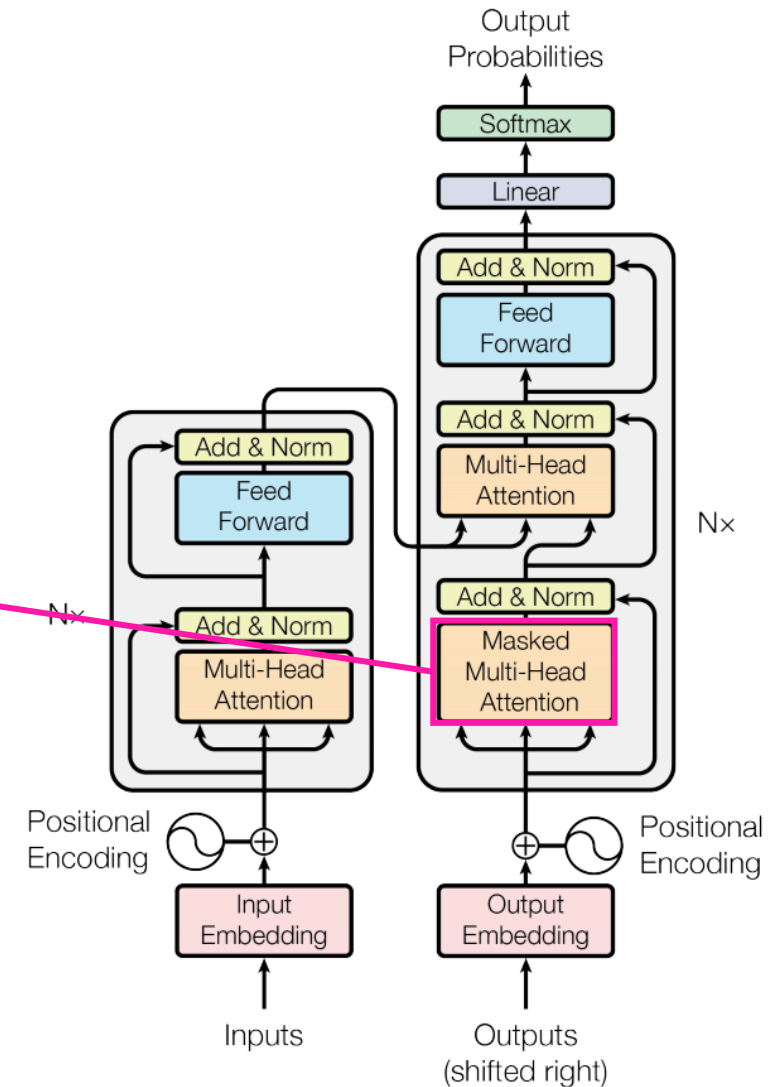 Output
Probabilities
Softmax
Linear
Add & Norm
Feed
Forward
Add & Norm
Multi-Head
Attention
Nx
Add & Norm
Masked
Multi-Head
Attention
Add & Norm
Feed
Forward
Nx
Add & Norm
Multi-Head
Attention
Positional
Encoding
Positional
Encoding
Input
Embedding
Output
Embedding
Inputs
Outputs
(shifted right)